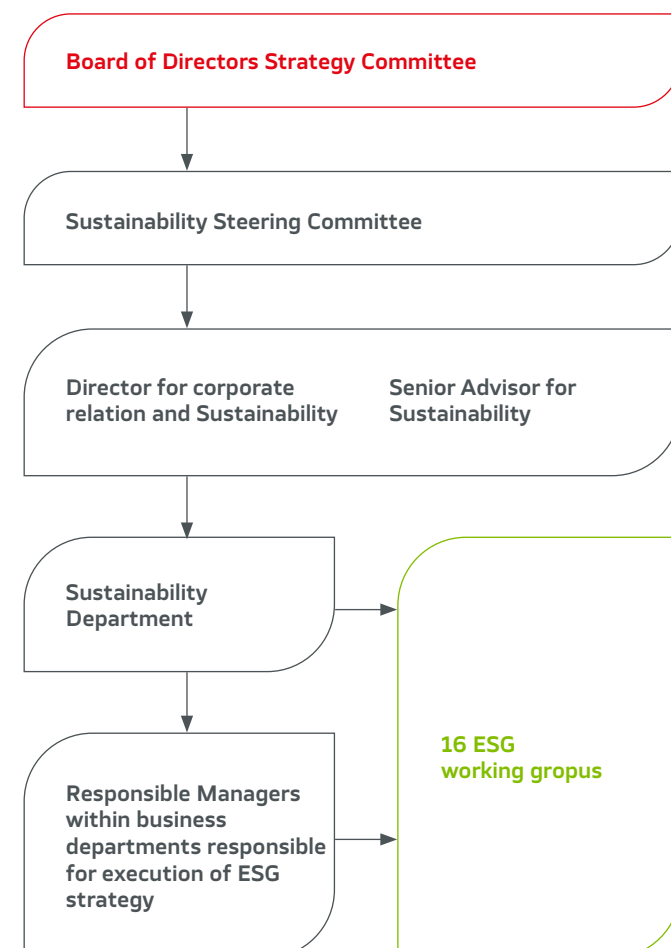 Board of Directors Strategy Committee
Sustainability Steering Committee
Director for corporate
relation and Sustainability
Senior Advisor for
Sustainability
Sustainability
Department
16 ESG
working gropus
Responsible Managers
within business
departments responsible
for execution of ESG
strategy